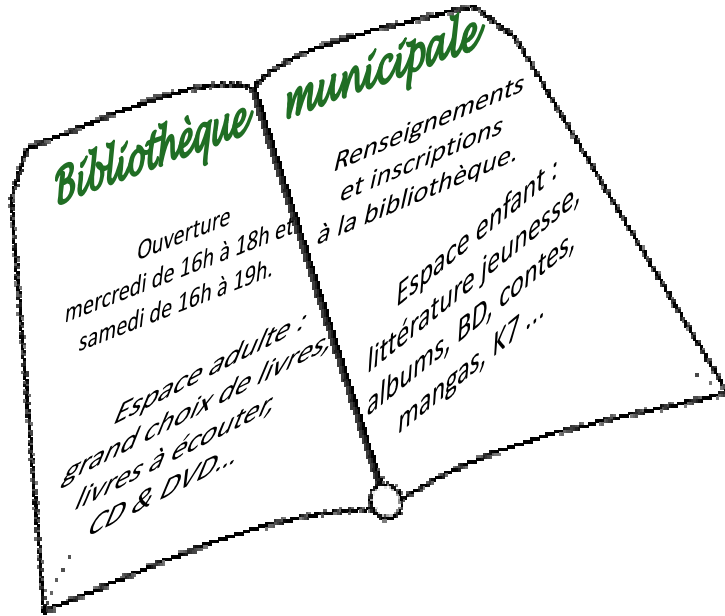 Bibliothèque municipale
Ouverture
mercredi de 16h à 18h et
samedi de 16h à 19h.
Espace adulte :
grand choix de livres,
livres à écouter,
CD & DVD...
Renseignements
et inscriptions
à la bibliothèque.
Espace enfant :
littérature jeunesse,
albums, BD, contes,
mangas, K7 ...